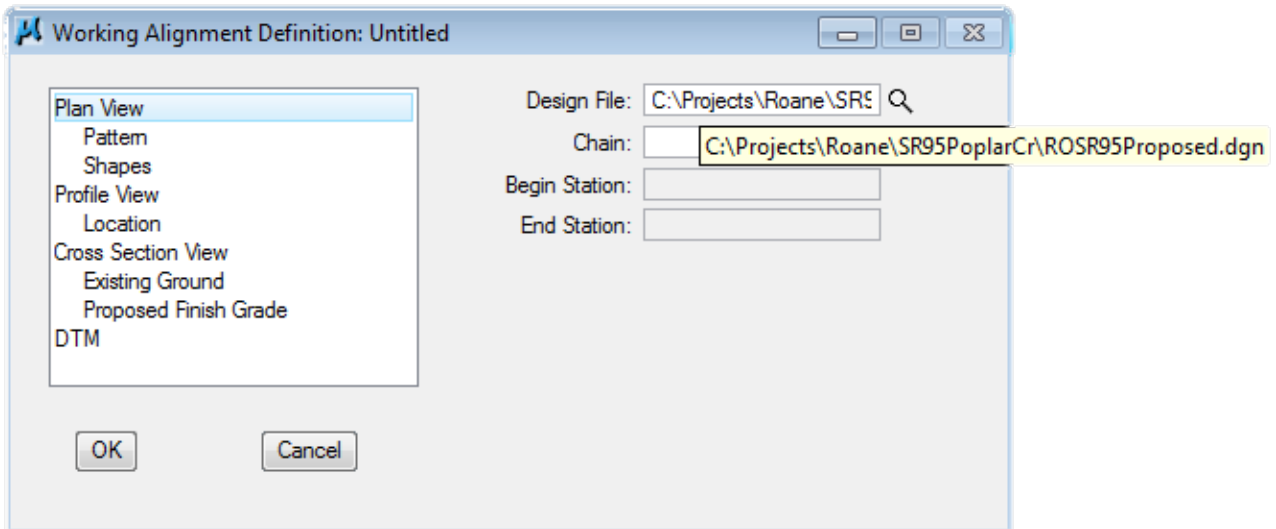 Working Alignment Definition: Untitled
Plan View
Pattern
Shapes
Profile View
Location
Cross Section View
Existing Ground
Proposed Finish Grade
DTM
Design File: C:\Projects\Roane\SR9
Chain:
C:\Projects\Roane\SR95PoplarCr\ROSR95Proposed.dgn
Begin Station:
End Station:
OK
Cancel